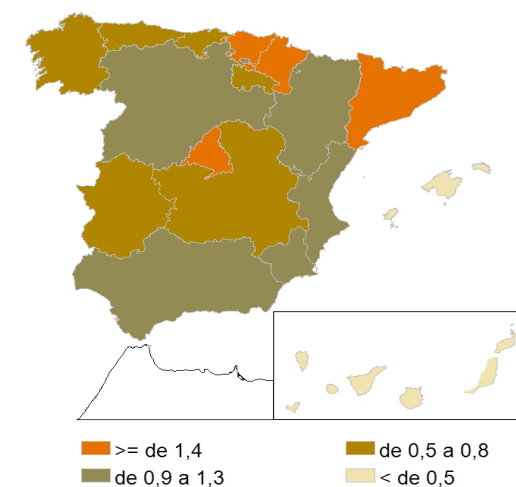 >= de 1,4
de 0,5 a 0,8
de 0,9 a 1,3
< de 0,5